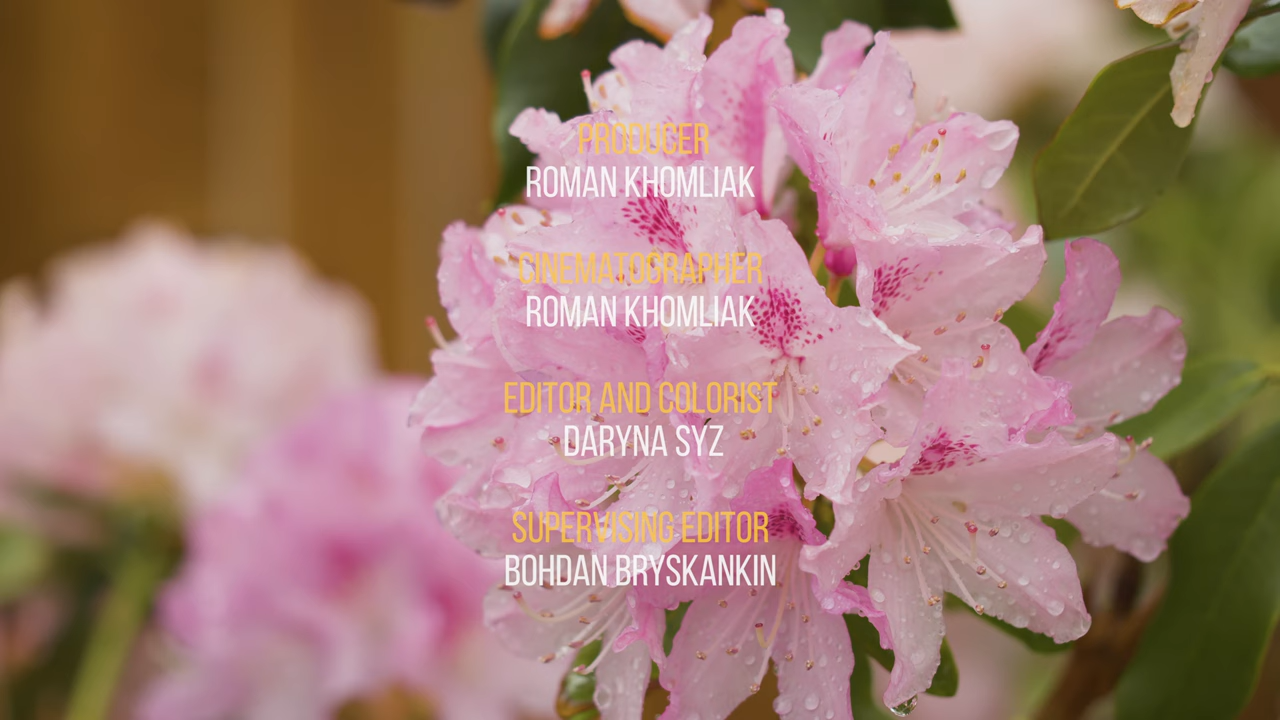 PRODUCER
ROMAN KHOMLIAK
CINEMATOGRAPHER
ROMAN KHOMLIAK
EDITOR AND COLORIST
DARYNA SYZ
SUPERVISING EDITOR
BOHDAN BRYSKANKIN